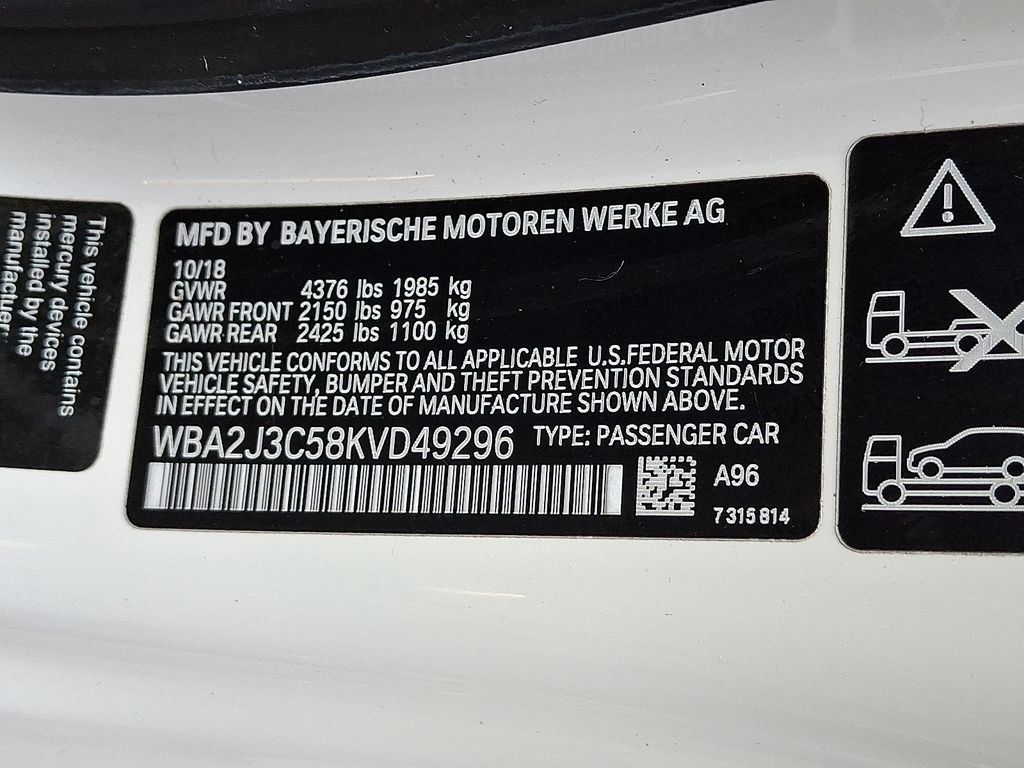 This vehicle contains
mercury devices
installed by the
manufacturer:
MFD BY BAYERISCHE MOTOREN WERKE AG
10/18
GVWR 4376 lbs 1985 kg
GAWR FRONT 2150 lbs 975 kg
GAWR REAR 2425 lbs 1100 kg
THIS VEHICLE CONFORMS TO ALL APPLICABLE U.S.FEDERAL MOTOR
VEHICLE SAFETY, BUMPER AND THEFT PREVENTION STANDARDS
IN EFFECT ON THE DATE OF MANUFACTURE SHOWN ABOVE.
WBA2J3C58KVD49296 TYPE: PASSENGER CAR
A96
7 315 814